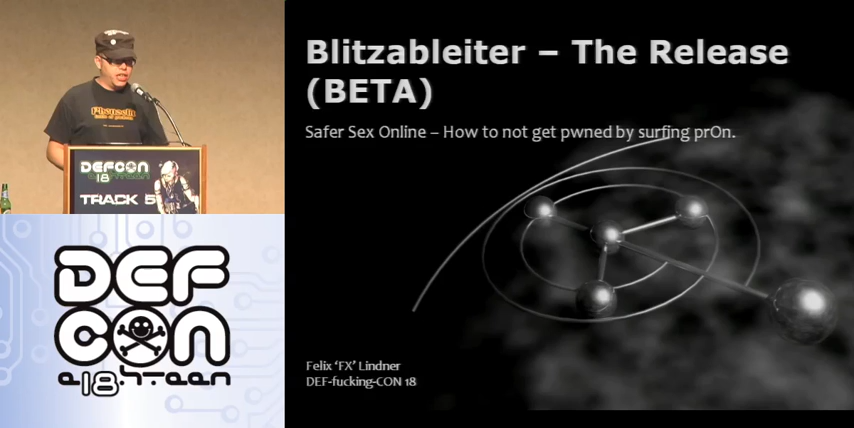 Blitzableiter – The Release
(BETA)
Safer Sex Online – How to not get pwned by surfing prOn.
DEFCON
18
TRACK 5
DEF
CON
e18hteen
Felix ‘FX’ Lindner
DEF-fucking-CON 18